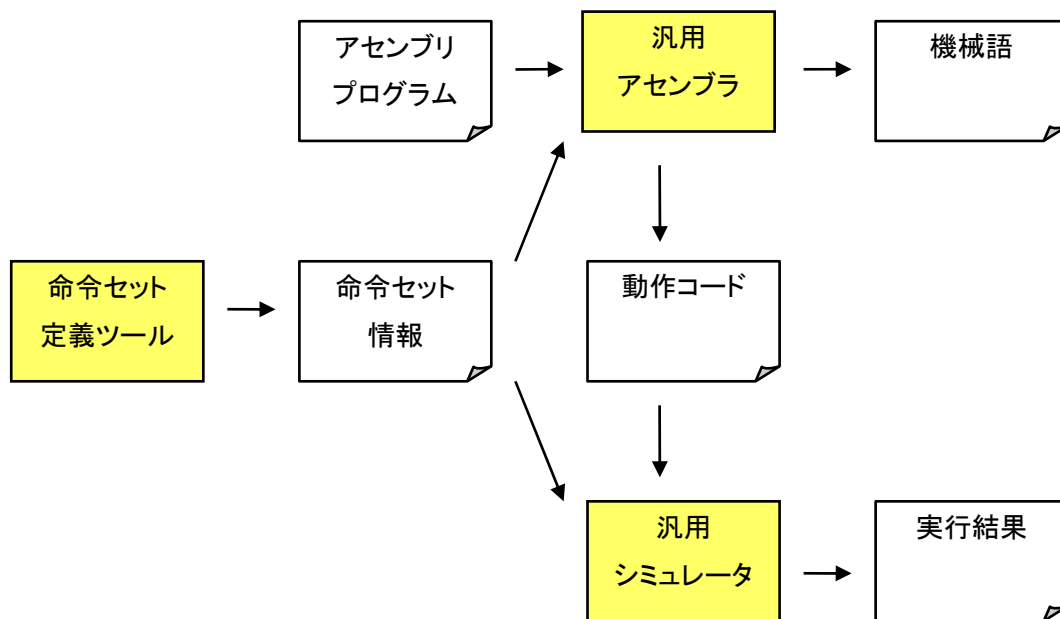 アセンブリ
プログラム
汎用
アセンブラ
機械語
命令セット
定義ツール
命令セット
情報
動作コード
汎用
シミュレータ
実行結果